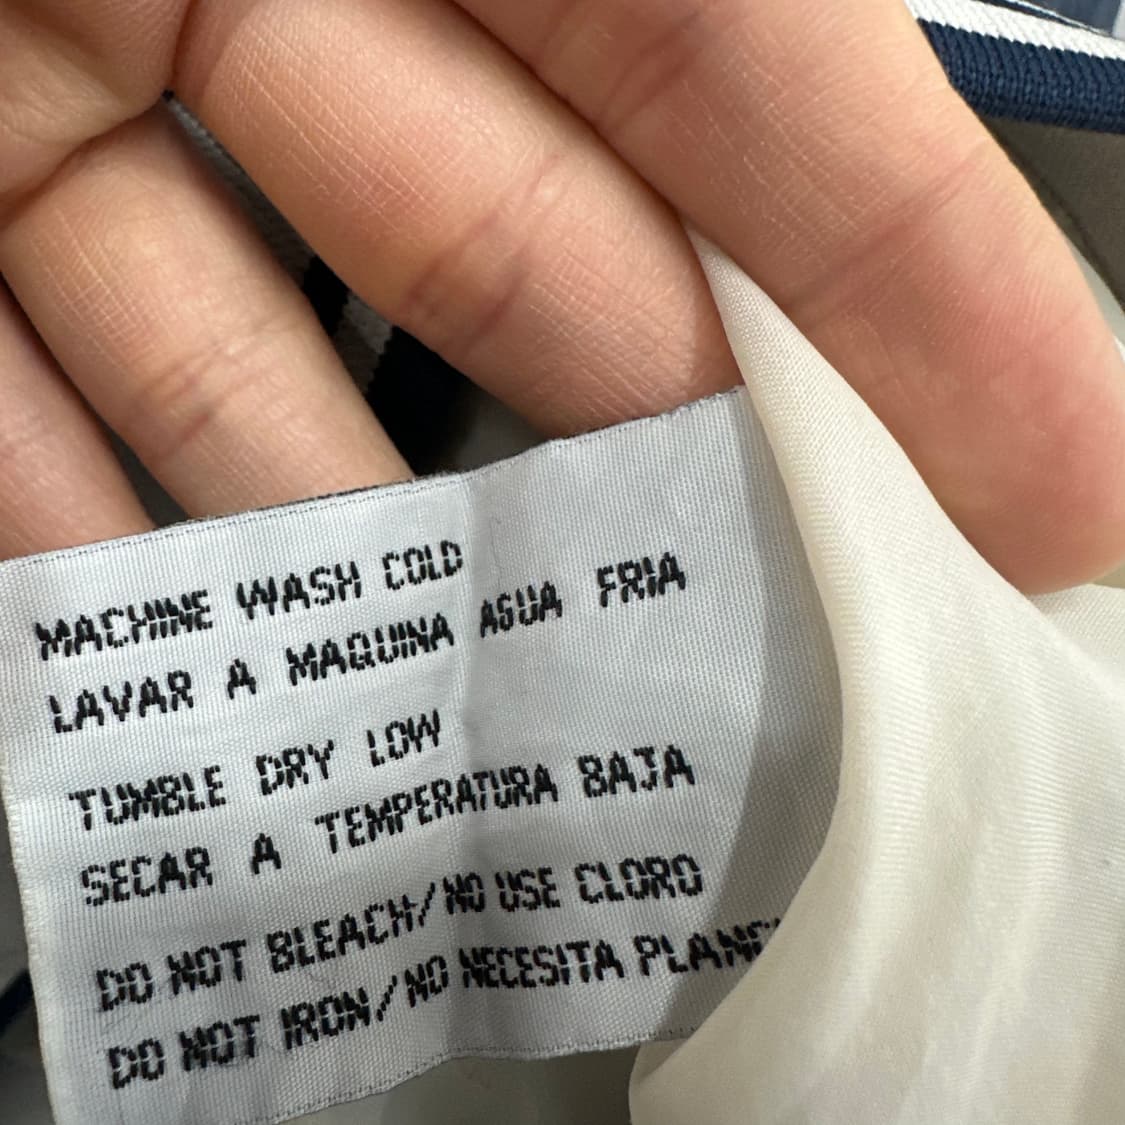 MACHINE WASH COLD
LAVAR A MAQUINA AGUA FRIA
TUMBLE DRY LOW
SECAR A TEMPERATURA BAJA
DO NOT BLEACH/NO USE CLORO
DO NOT IRON/NO NECESITA